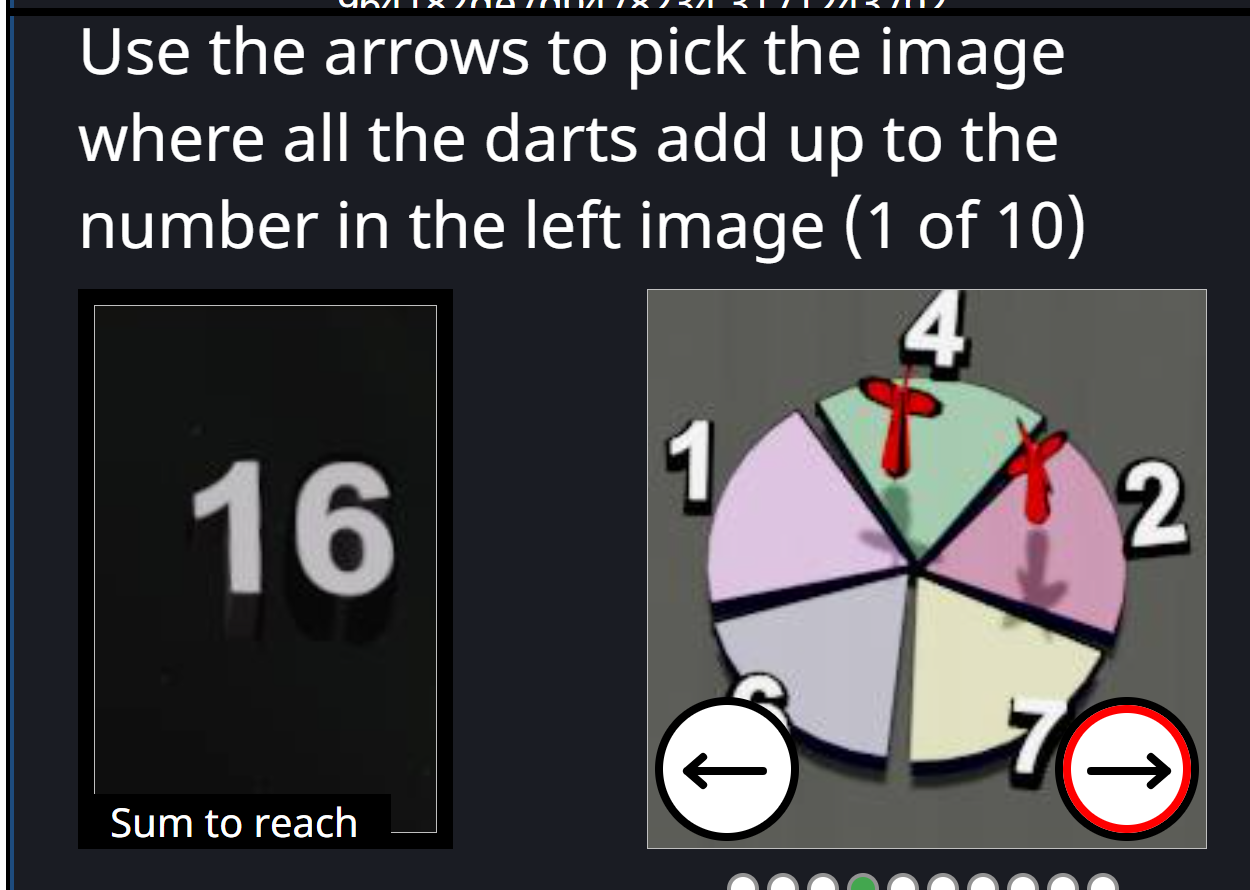 Use the arrows to pick the image
where all the darts add up to the
number in the left image (1 of 10)
16
Sum to reach
4
1
2
6
7